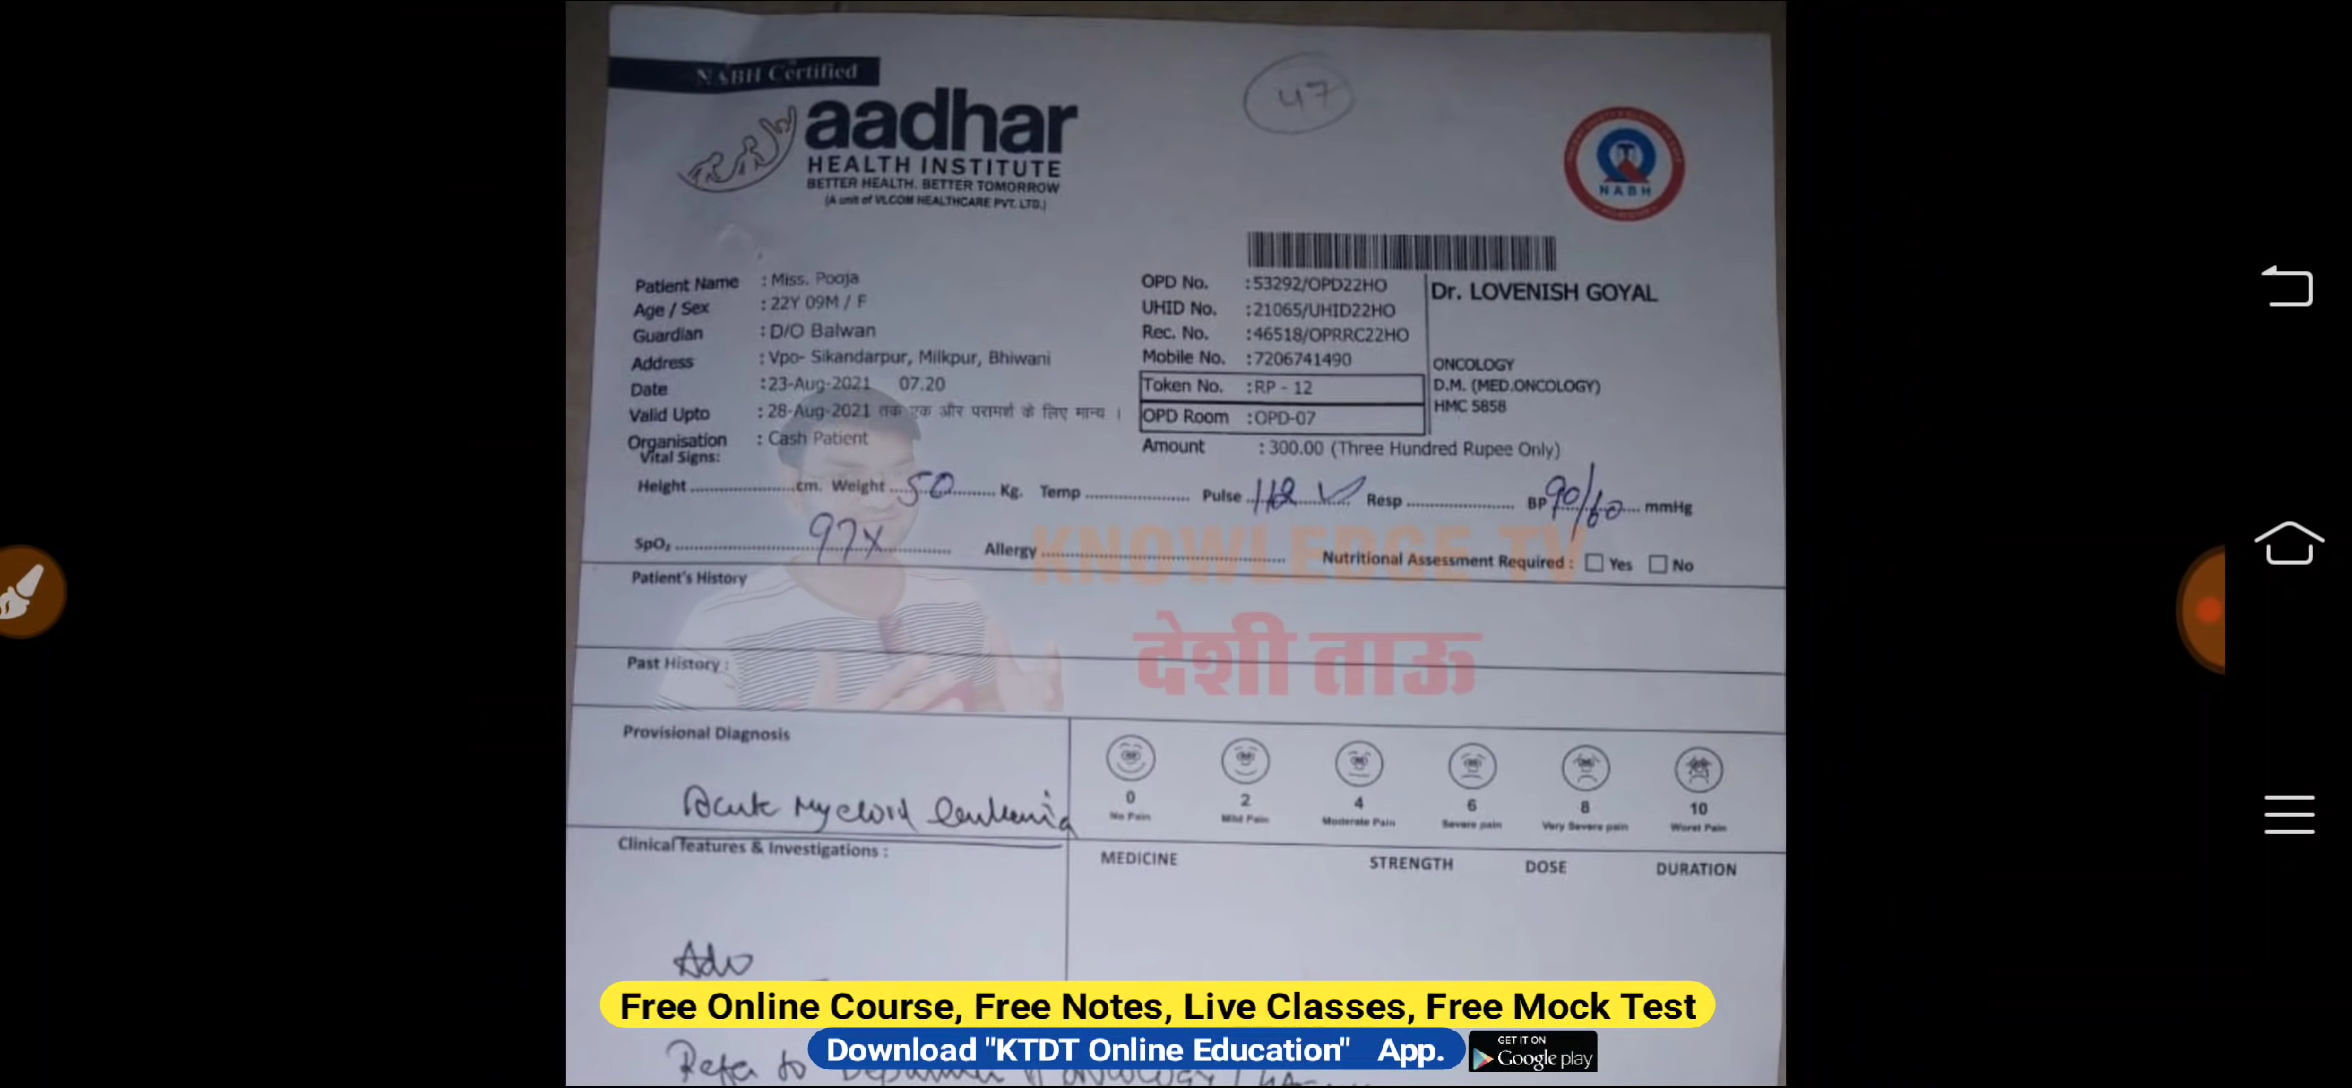 NABH Certified
47
aadhar
HEALTH INSTITUTE
BETTER HEALTH. BETTER TOMORROW
(A unit of VLCOM HEALTHCARE PVT. LTD.)
NABH
Patient Name : Miss. Pooja
Age / Sex : 22Y 09M / F
Guardian : D/O Balwan
Address : Vpo- Sikandarpur, Milkpur, Bhiwani
Date :23-Aug-2021 07.20
Valid Upto : 28-Aug-2021 तक एक और परामर्श के लिए मान्य ।
Organisation : Cash Patient
OPD No. :53292/OPD22HO
UHID No. :21065/UHID22HO
Rec. No. :46518/OPRRC22HO
Mobile No. :7206741490
Token No. :RP - 12
OPD Room :OPD-07
Amount : 300.00 (Three Hundred Rupee Only)
Dr. LOVENISH GOYAL
ONCOLOGY
D.M. (MED.ONCOLOGY)
HMC 5858
Vital Signs:
Height cm. Weight 50 Kg. Temp Pulse 112 Resp BP 90/60 mmHg
SpO₂ 97% Allergy Nutritional Assessment Required : Yes No
KNOWLEDGE TV
देशी ताऊ
Patient's History
Past History :
Provisional Diagnosis
Acute Myeloid Leukemia
0 2 4 6 8 10
No Pain Mild Pain Moderate Pain Severe pain Very Severe pain Worst Pain
Clinical Features & Investigations :
MEDICINE STRENGTH DOSE DURATION
Adv
Free Online Course, Free Notes, Live Classes, Free Mock Test
Download "KTDT Online Education" App.
GET IT ON
Google play
Refer to